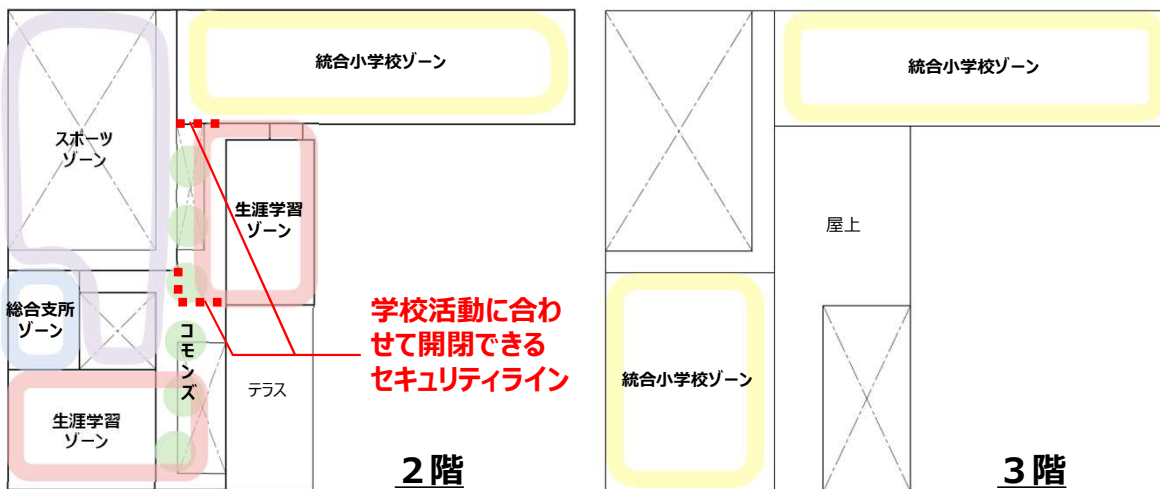 統合小学校ゾーン
スポーツ
ゾーン
生涯学習
ゾーン
総合支所
ゾーン
コモンズ
学校活動に合わ
せて開閉できる
セキュリティライン
テラス
生涯学習
ゾーン
2階
統合小学校ゾーン
屋上
統合小学校ゾーン
3階